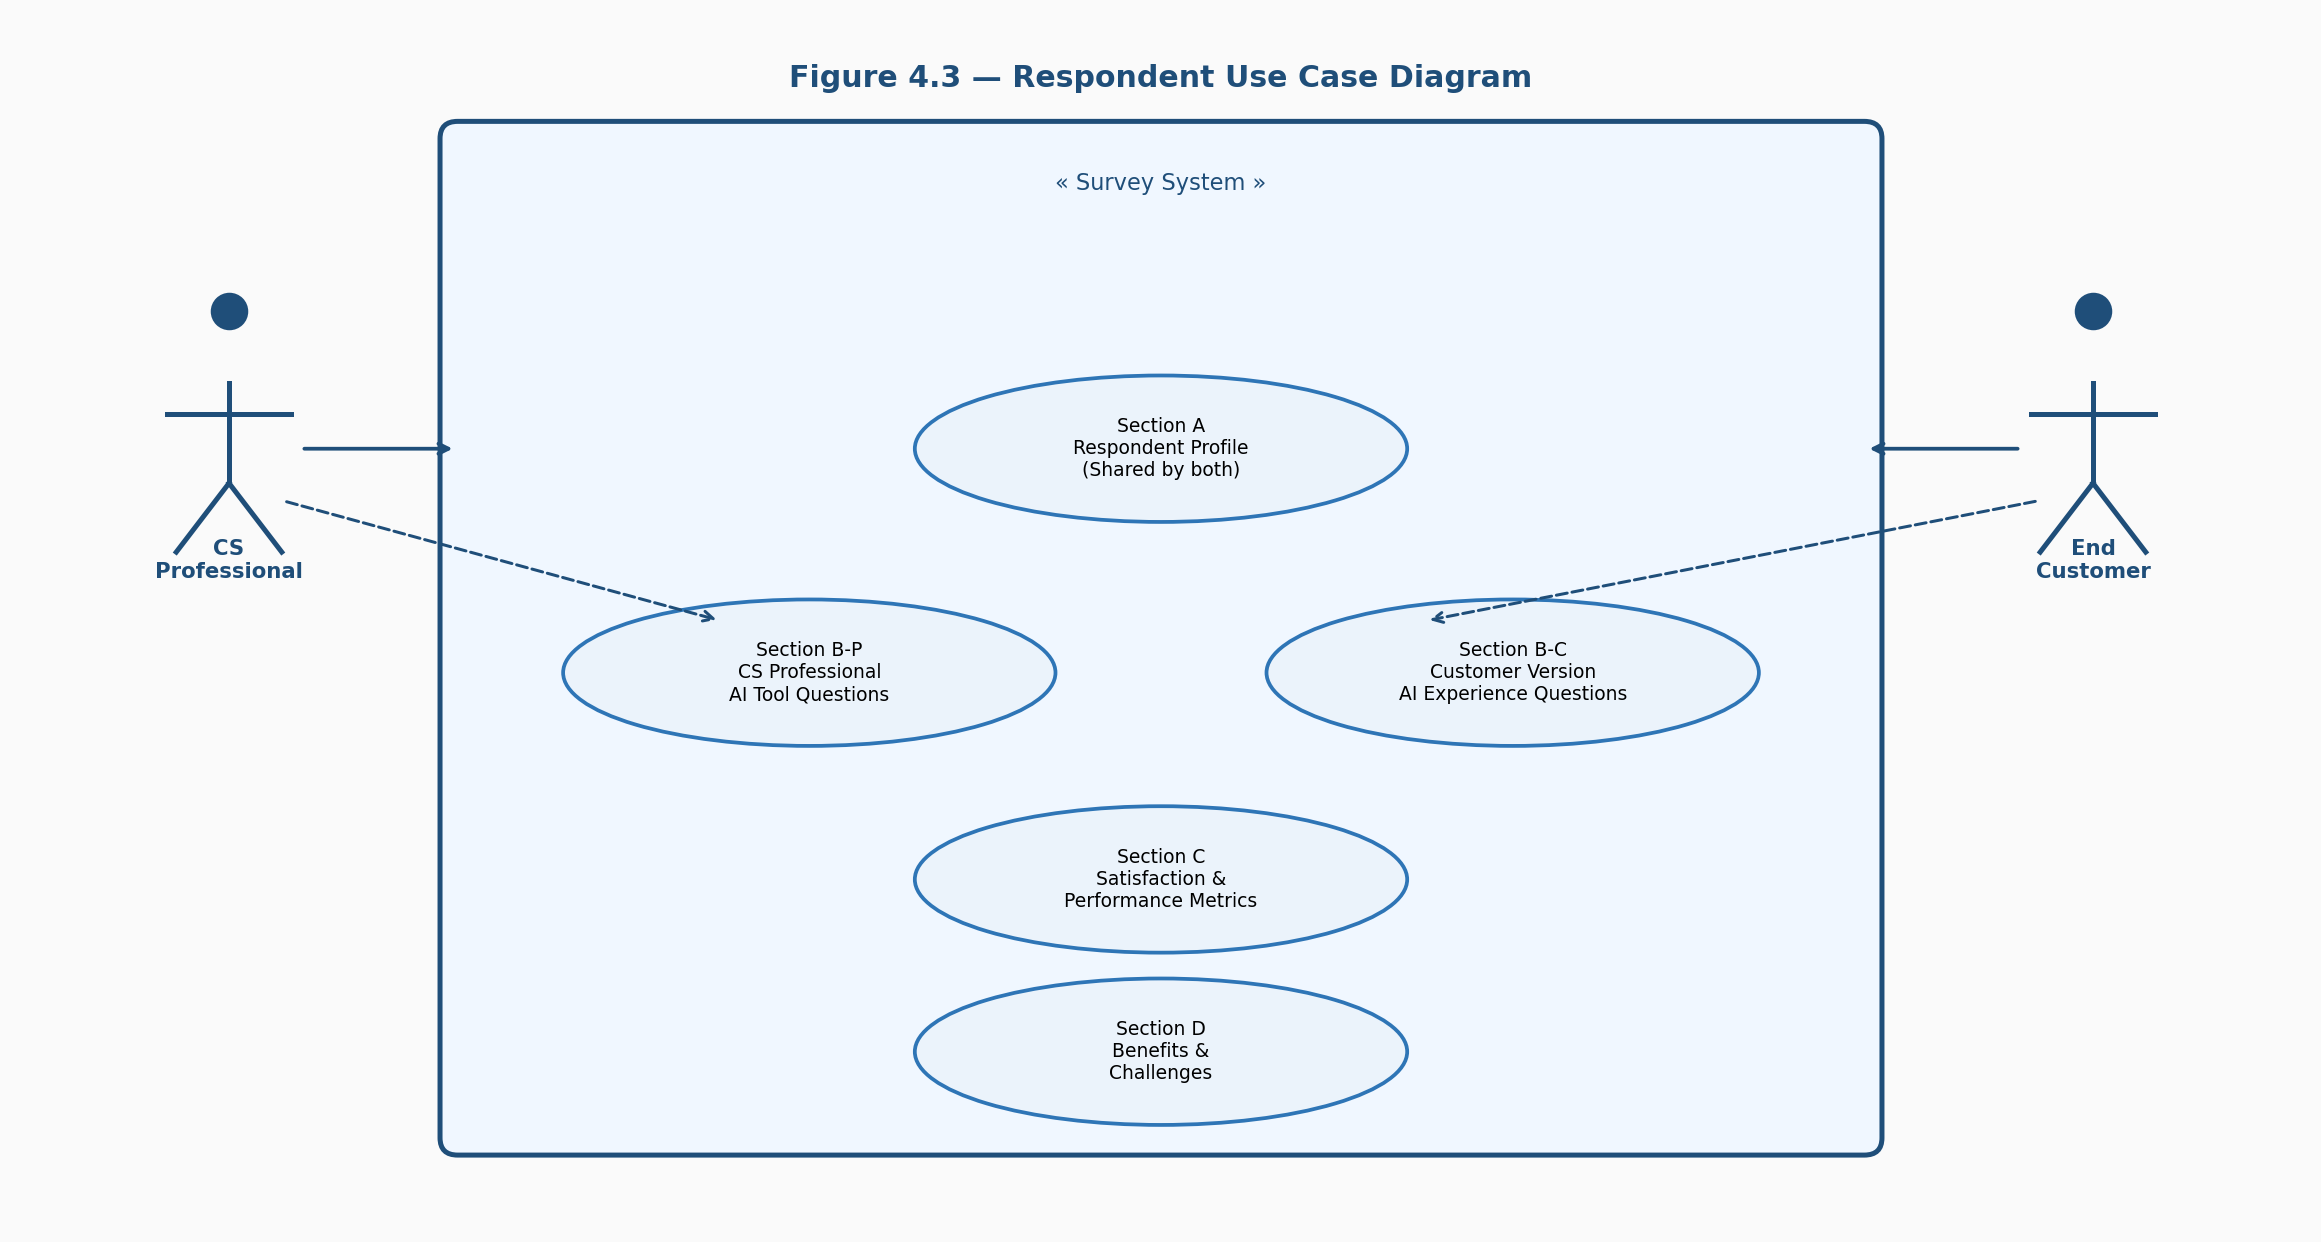 Figure 4.3 — Respondent Use Case Diagram
« Survey System »
Section A
Respondent Profile
(Shared by both)
CS
Professional
End
Customer
Section B-P
CS Professional
AI Tool Questions
Section B-C
Customer Version
AI Experience Questions
Section C
Satisfaction &
Performance Metrics
Section D
Benefits &
Challenges